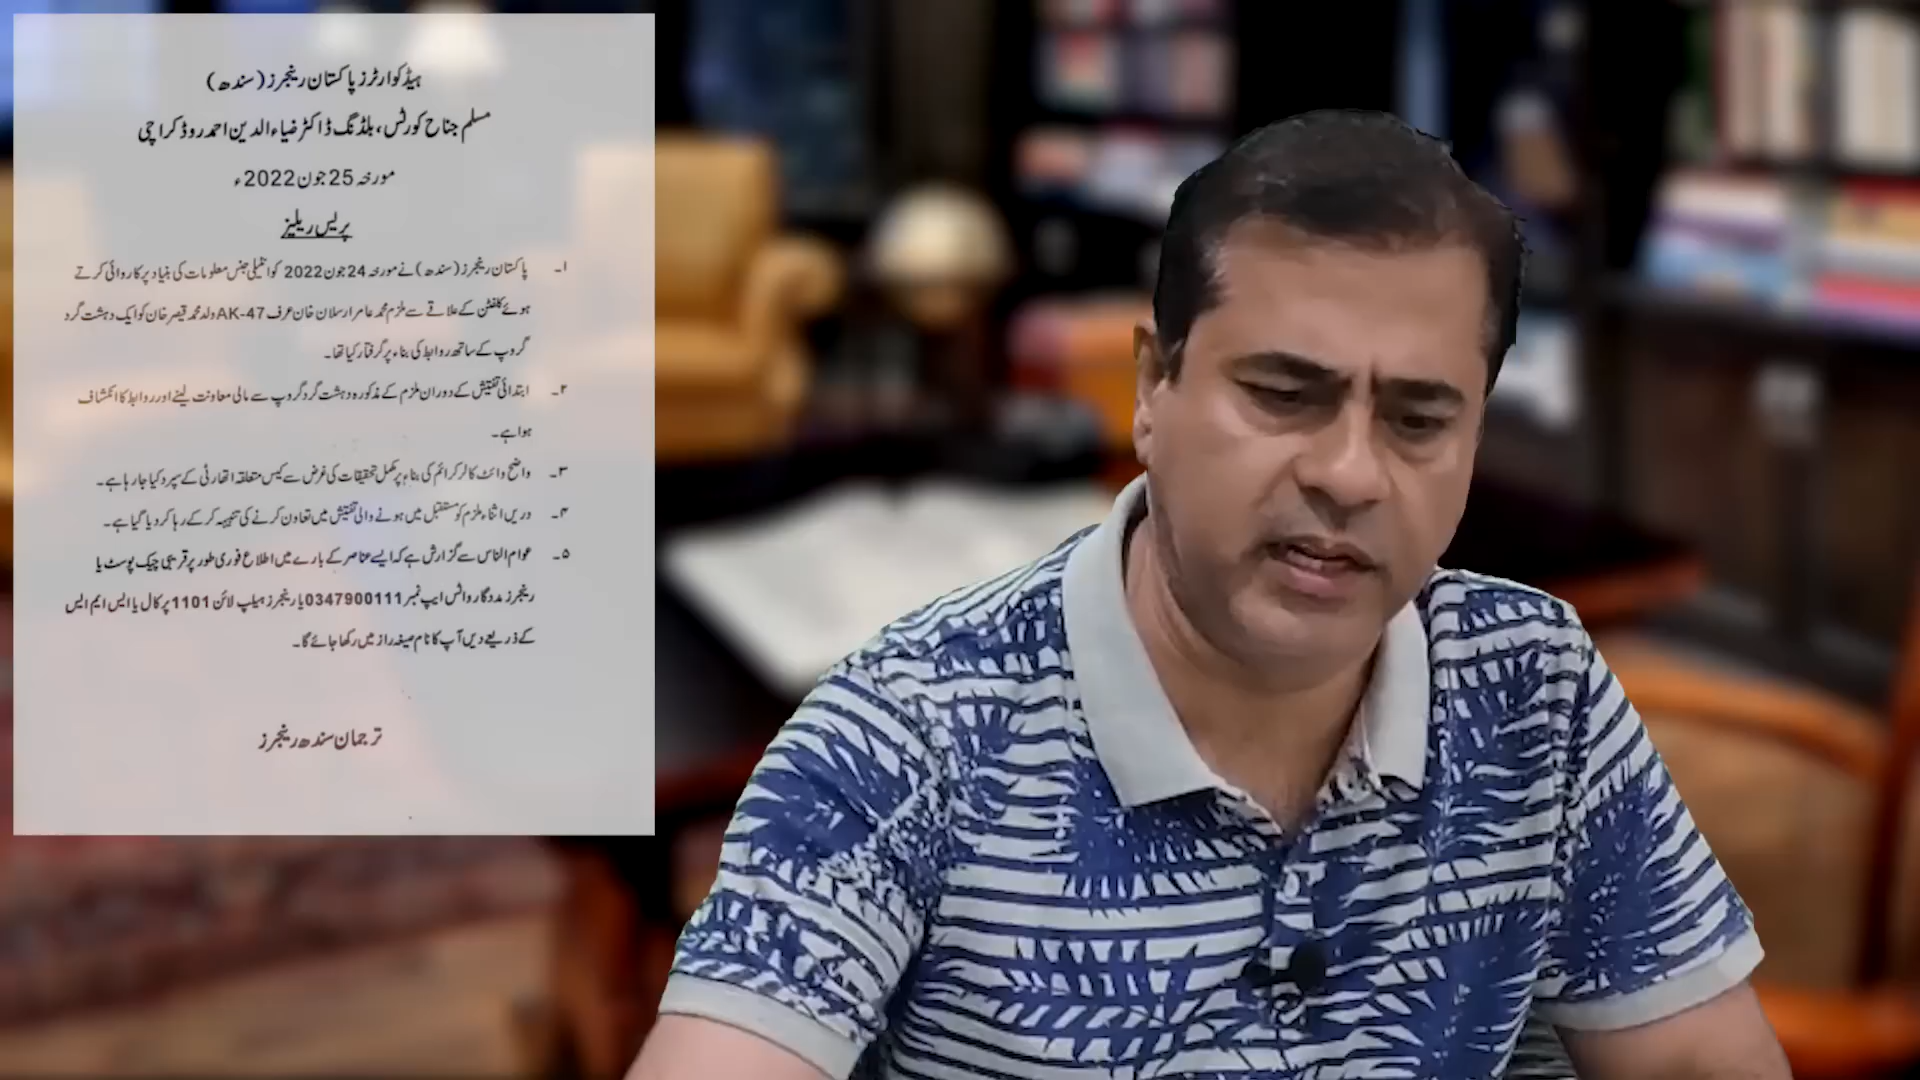 ہیڈ کوارٹرز پاکستان رینجرز (سندھ)
مسلم جناح کورٹس، بلڈنگ ڈاکٹر ضیاء الدین احمد روڈ کراچی
مورخہ 25 جون 2022ء
پریس ریلیز
۱۔ پاکستان رینجرز (سندھ) نے مورخہ 24 جون 2022 کو انٹیلی جنس معلومات کی بنیاد پر کاروائی کرتے
ہوئے کلفٹن کے علاقے سے ملزم محمد عامر ارسلان خان عرف AK-47 ولد محمد قیصر خان کو ایک دہشت گرد
گروپ کے ساتھ روابط کی بناء پر گرفتار کیا تھا۔
۲۔ ابتدائی تفتیش کے دوران ملزم کے مذکورہ دہشت گرد گروپ سے مالی معاونت لینے اور روابط کا انکشاف
ہوا ہے۔
۳۔ واضح وائٹ کالر کرائم کی بناء پر مکمل تحقیقات کی غرض سے کیس متعلقہ اتھارٹی کے سپرد کیا جا رہا ہے۔
۴۔ دریں اثناء ملزم کو مستقبل میں ہونے والی تفتیش میں تعاون کرنے کی تنبیہہ کر کے رہا کر دیا گیا ہے۔
۵۔ عوام الناس سے گزارش ہے کہ ایسے عناصر کے بارے میں اطلاع فوری طور پر قریبی چیک پوسٹ یا
رینجرز مددگار واٹس ایپ نمبر 0347900111 یا رینجرز ہیلپ لائن 1101 پر کال یا ایس ایم ایس
کے ذریعے دیں آپ کا نام صیغہ راز میں رکھا جائے گا۔
ترجمان سندھ رینجرز